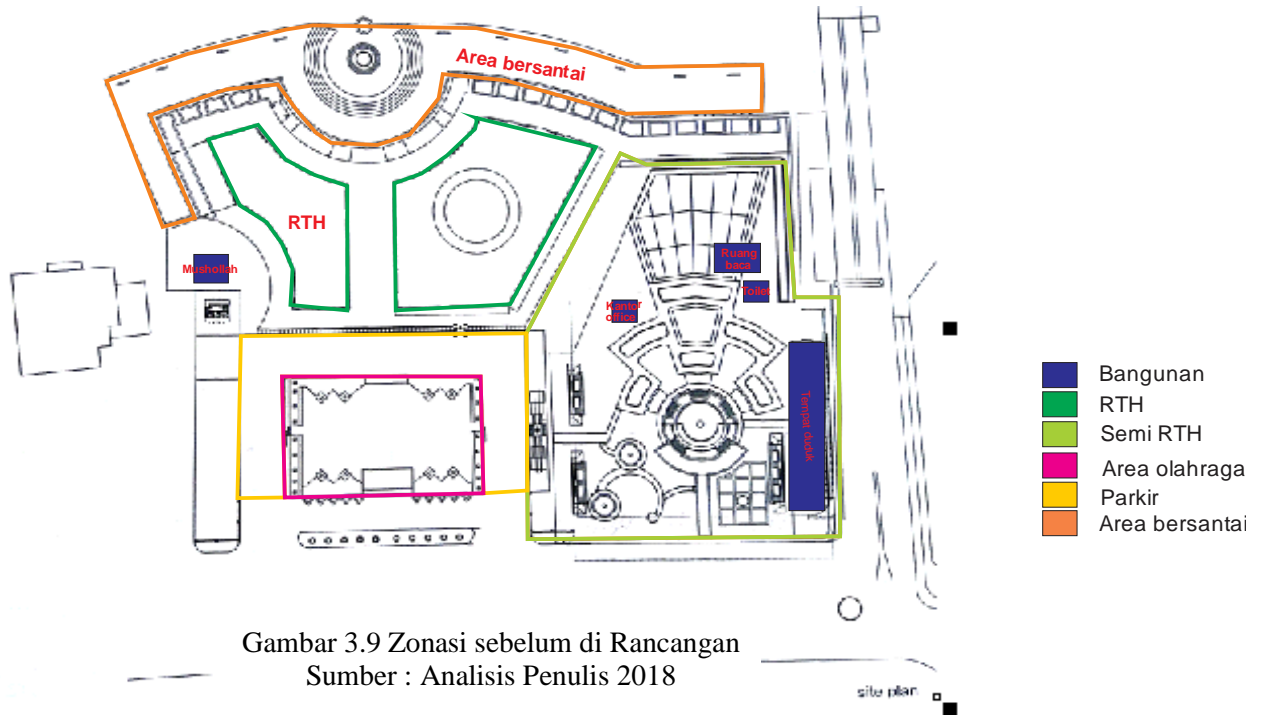 Area bersantai
RTH
Mushollah
Ruang
baca
Toilet
Kantor
office
Tempat duduk
Bangunan
RTH
Semi RTH
Area olahraga
Parkir
Area bersantai
Gambar 3.9 Zonasi sebelum di Rancangan
Sumber : Analisis Penulis 2018
site plan